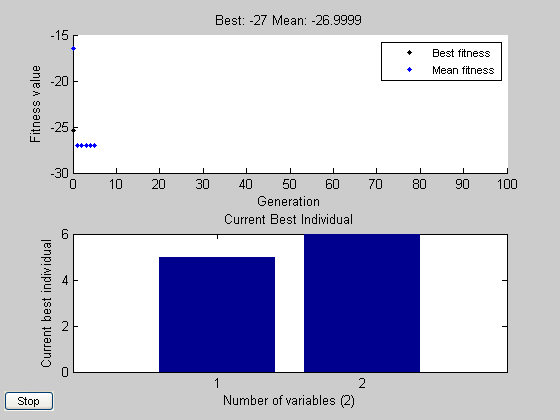 Best: -27 Mean: -26.9999
-15
-20
-25
-30
Fitness value
Best fitness
Mean fitness
0 10 20 30 40 50 60 70 80 90 100
Generation
Current Best Individual
6
4
2
0
Current best individual
1 2
Number of variables (2)
Stop